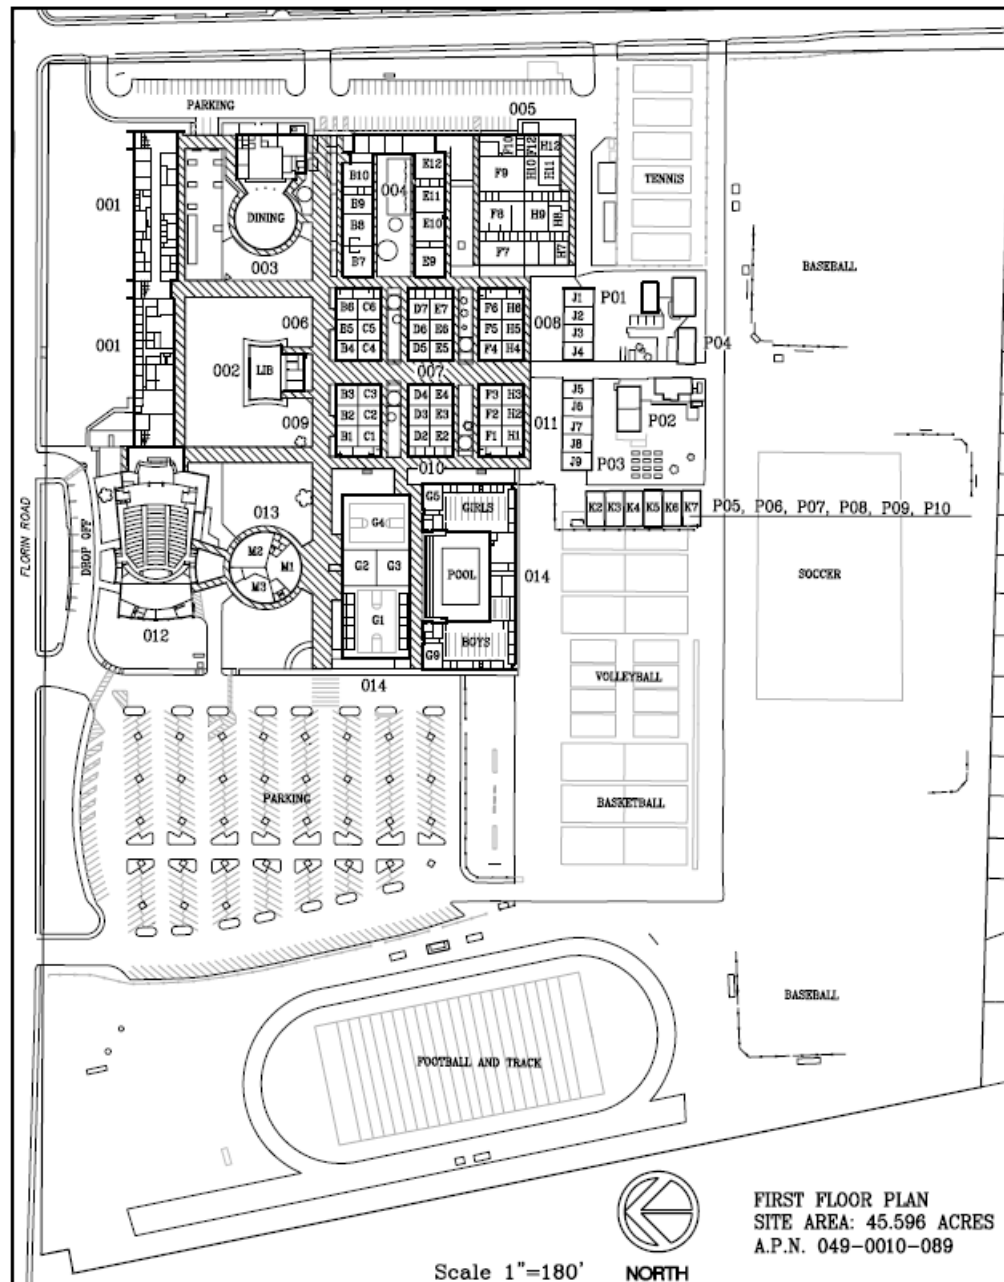 PARKING
005
P10
F12
H12
B10
E12
F9
H10
H11
TENNIS
001
004
B9
E11
DINING
B8
E10
F8
H9
H8
B7
E9
F7
H7
003
BASEBALL
B6 C6
D7 E7
F6 H6
J1
P01
006
B5 C5
D6 E6
F5 H5
008
J2
J3
001
B4 C4
D5 E5
F4 H4
J4
P04
002
LIB
007
B3 C3
D4 E4
F3 H3
J5
B2 C2
D3 E3
F2 H2
J6
009
011
J7
P02
B1 C1
D2 E2
F1 H1
J8
P03
J9
010
FLORIN ROAD
DROP OFF
013
G5
GIRLS
K2 K3 K4 K5 K6 K7
P05, P06, P07, P08, P09, P10
G4
M2
M1
M3
G2 G3
POOL
014
SOCCER
G1
012
G9
BOYS
014
VOLLEYBALL
PARKING
BASKETBALL
BASEBALL
FOOTBALL AND TRACK
FIRST FLOOR PLAN
SITE AREA: 45.596 ACRES
A.P.N. 049-0010-089
Scale 1"=180'
NORTH